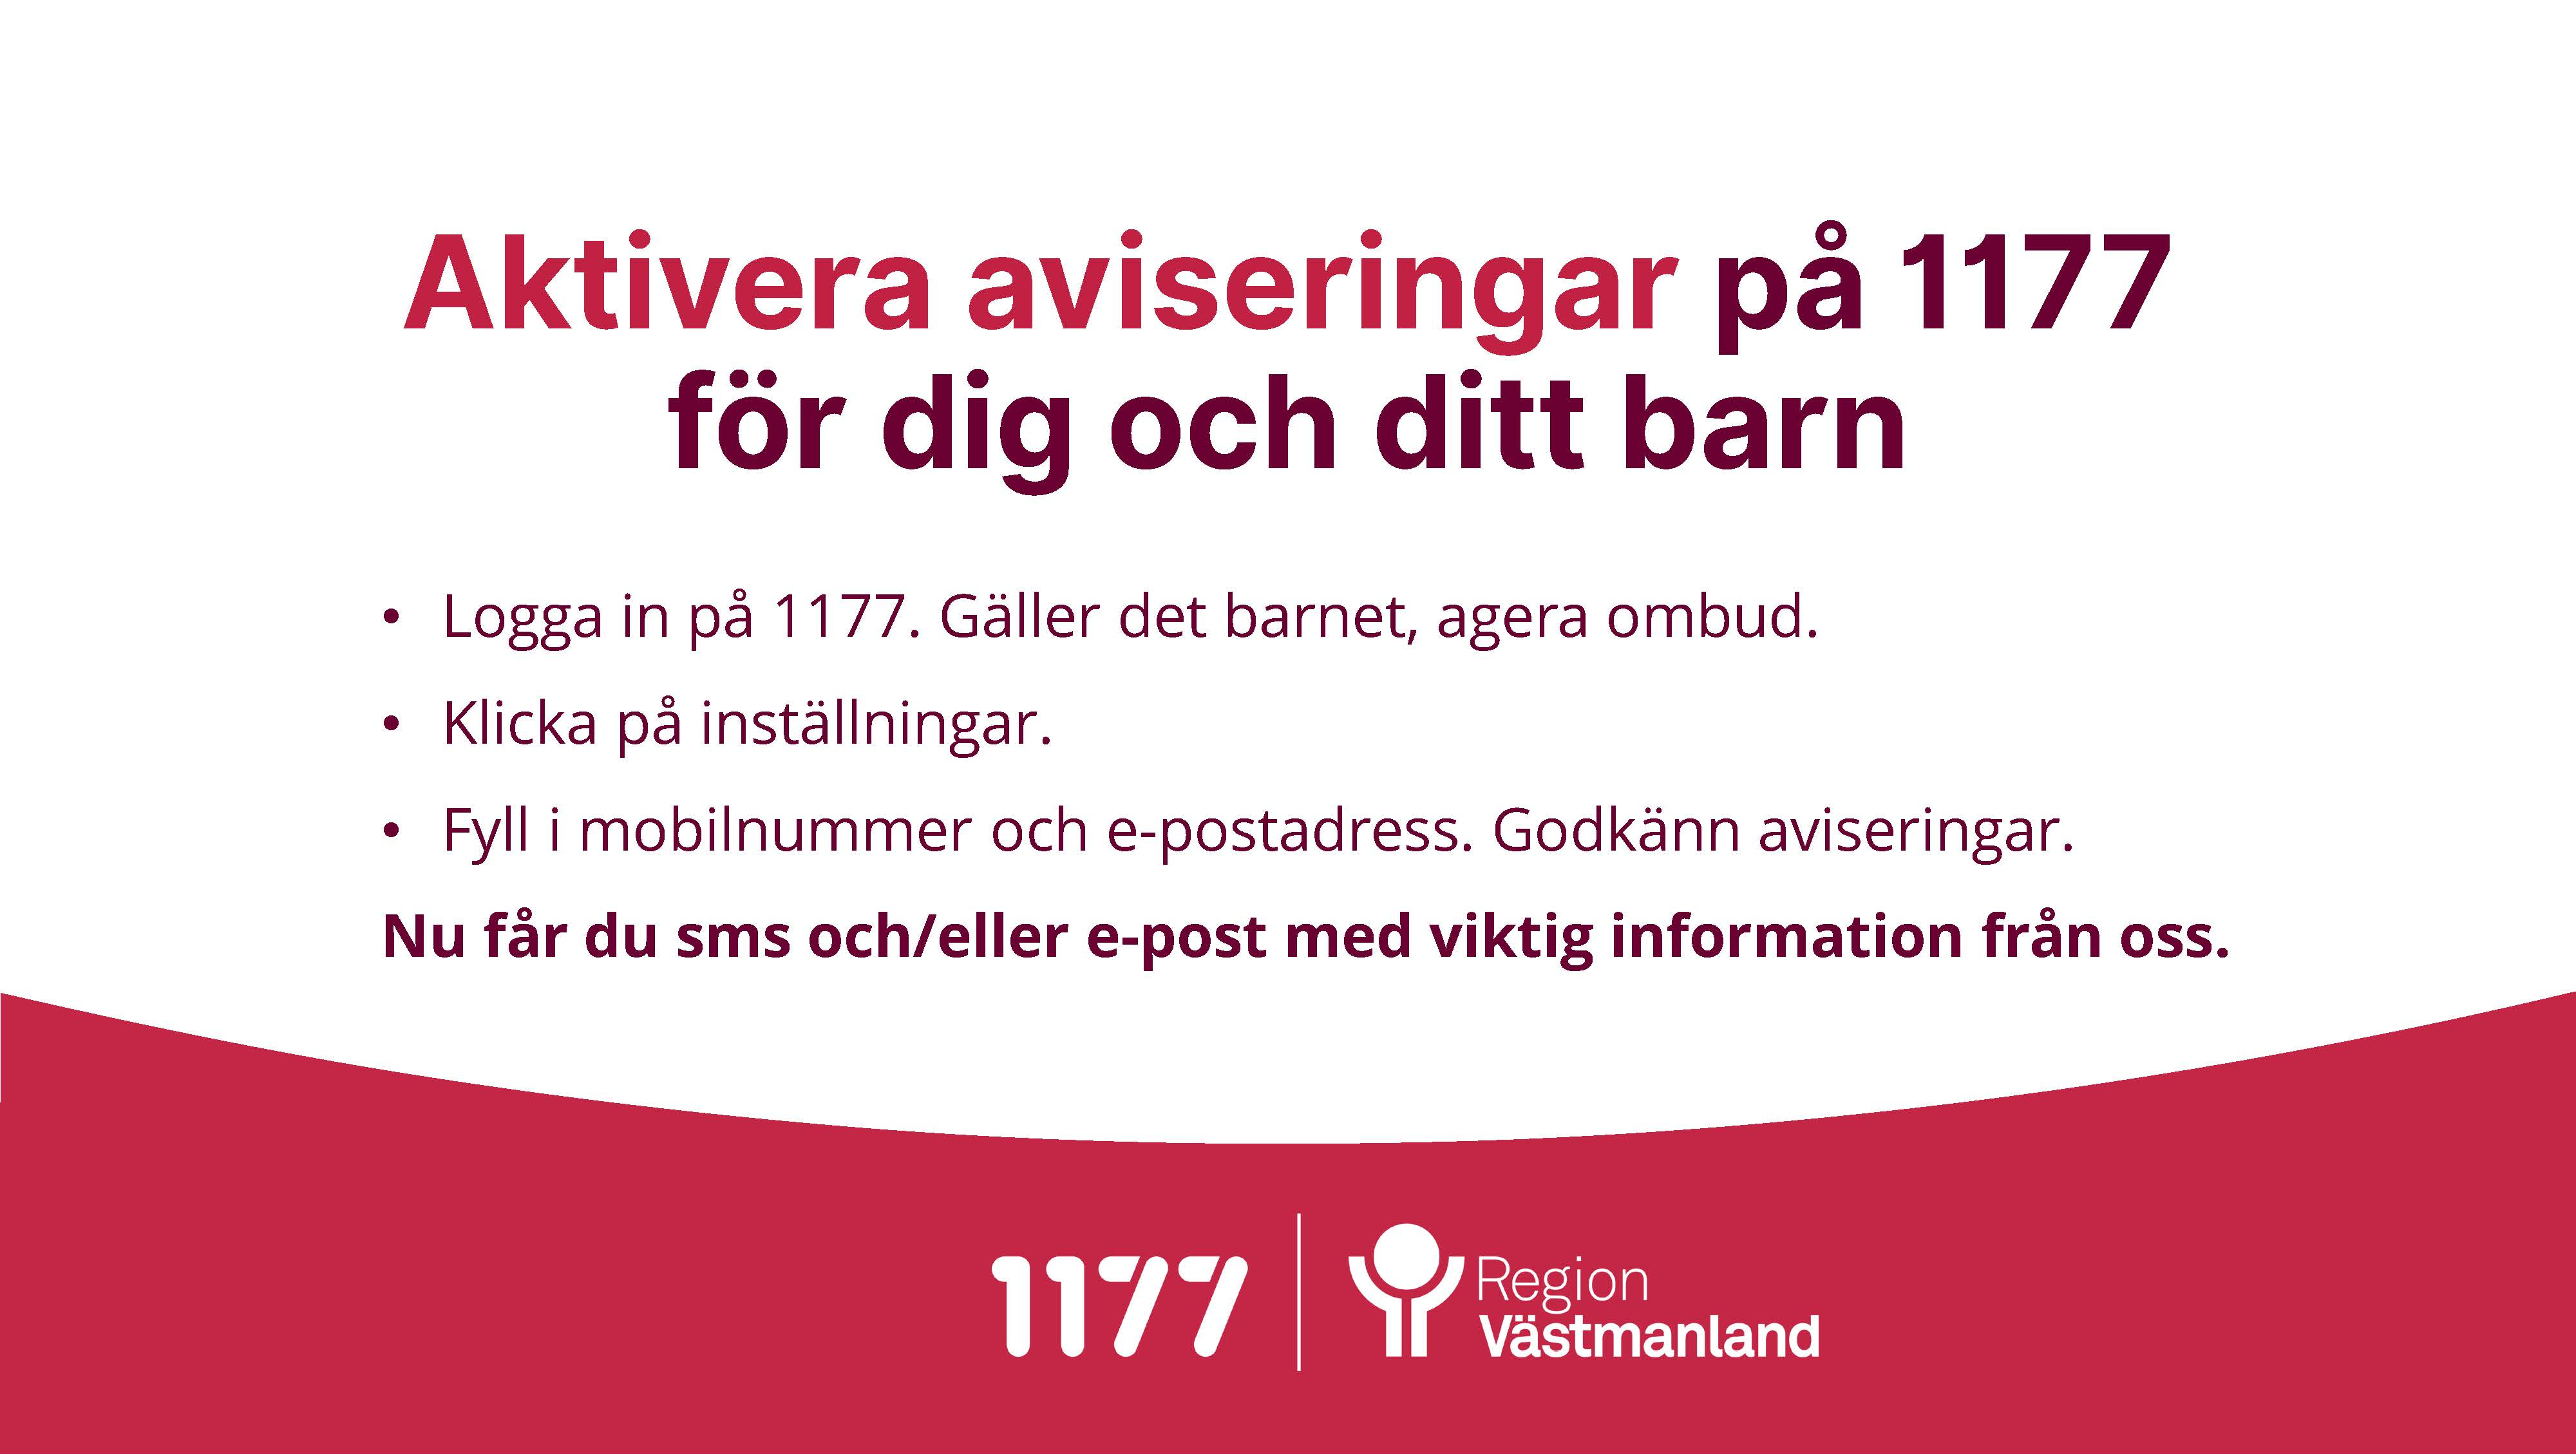 Aktivera aviseringar på 1177
för dig och ditt barn
• Logga in på 1177. Gäller det barnet, agera ombud.
• Klicka på inställningar.
• Fyll i mobilnummer och e-postadress. Godkänn aviseringar.
Nu får du sms och/eller e-post med viktig information från oss.
1177
Region
Västmanland